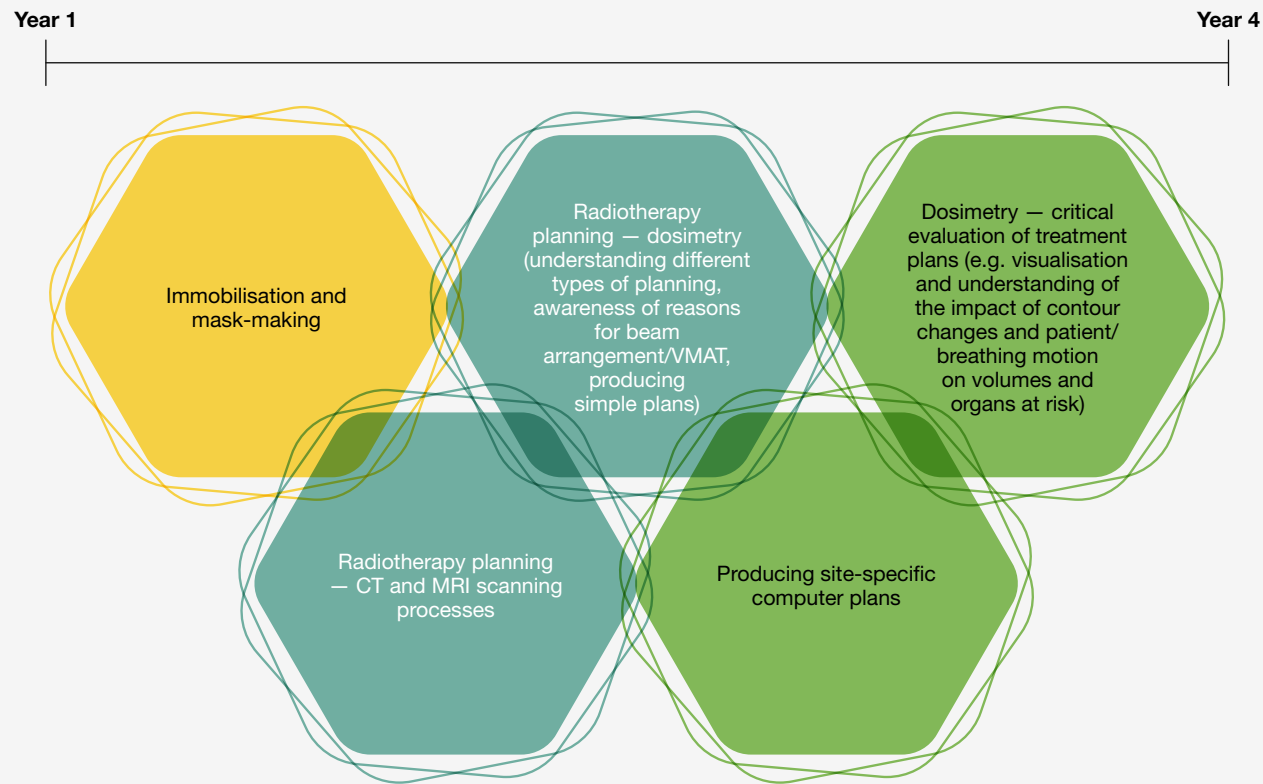 Year 1
Year 4
Immobilisation and
mask-making
Radiotherapy
planning — dosimetry
(understanding different
types of planning,
awareness of reasons
for beam
arrangement/VMAT,
producing
simple plans)
Dosimetry — critical
evaluation of treatment
plans (e.g. visualisation
and understanding of
the impact of contour
changes and patient/
breathing motion
on volumes and
organs at risk)
Radiotherapy planning
— CT and MRI scanning
processes
Producing site-specific
computer plans